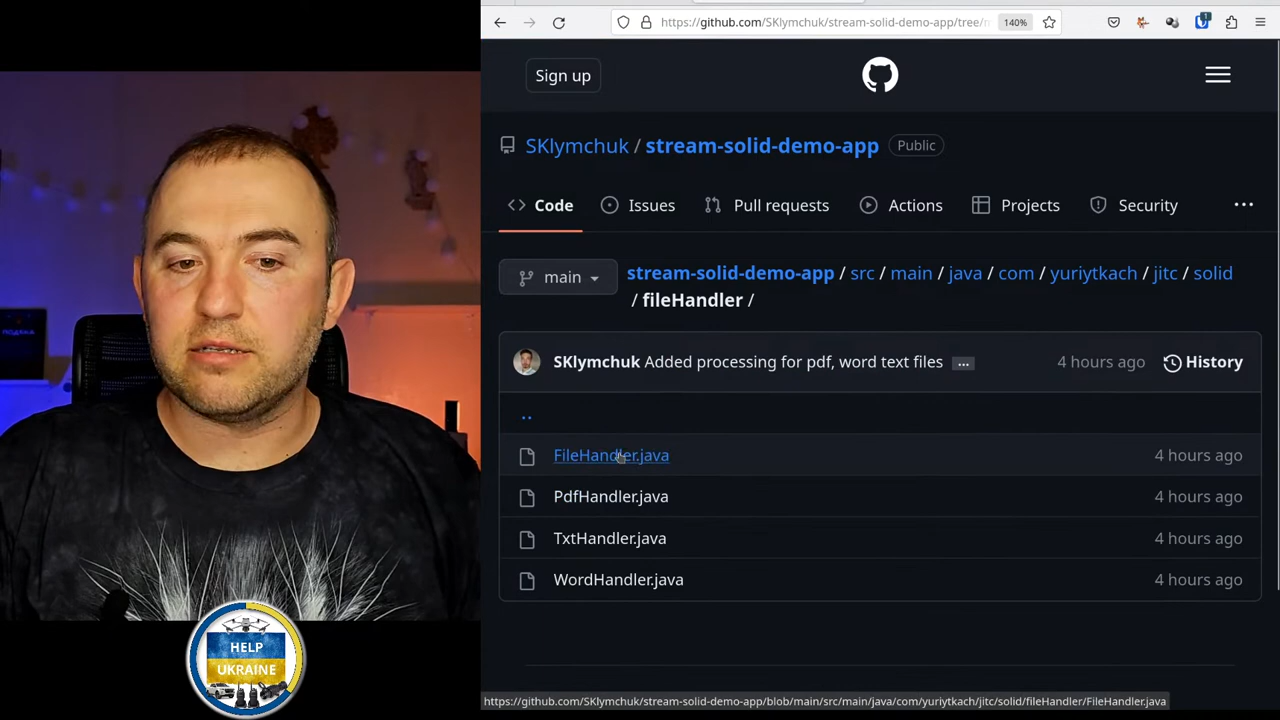 https://github.com/SKlymchuk/stream-solid-demo-app/tree/m
140%
Sign up
SKlymchuk / stream-solid-demo-app
Public
Code
Issues
Pull requests
Actions
Projects
Security
main
stream-solid-demo-app / src / main / java / com / yuriytkach / jitc / solid
/ fileHandler /
SKlymchuk Added processing for pdf, word text files
4 hours ago
History
..
FileHandler.java
4 hours ago
PdfHandler.java
4 hours ago
TxtHandler.java
4 hours ago
WordHandler.java
4 hours ago
HELP
UKRAINE
https://github.com/SKlymchuk/stream-solid-demo-app/blob/main/src/main/java/com/yuriytkach/jitc/solid/fileHandler/FileHandler.java